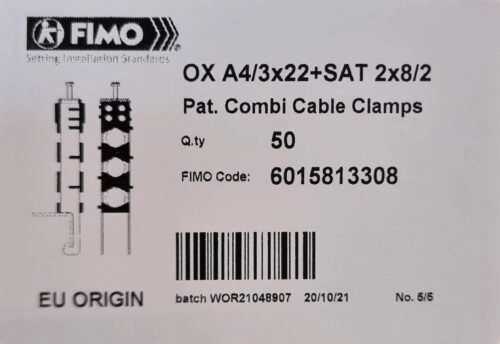 FIMO
Setting Installation Standards
OX A4/3x22+SAT 2x8/2
Pat. Combi Cable Clamps
Q.ty 50
FIMO Code: 6015813308
EU ORIGIN
batch WOR21048907 20/10/21 No. 5/5